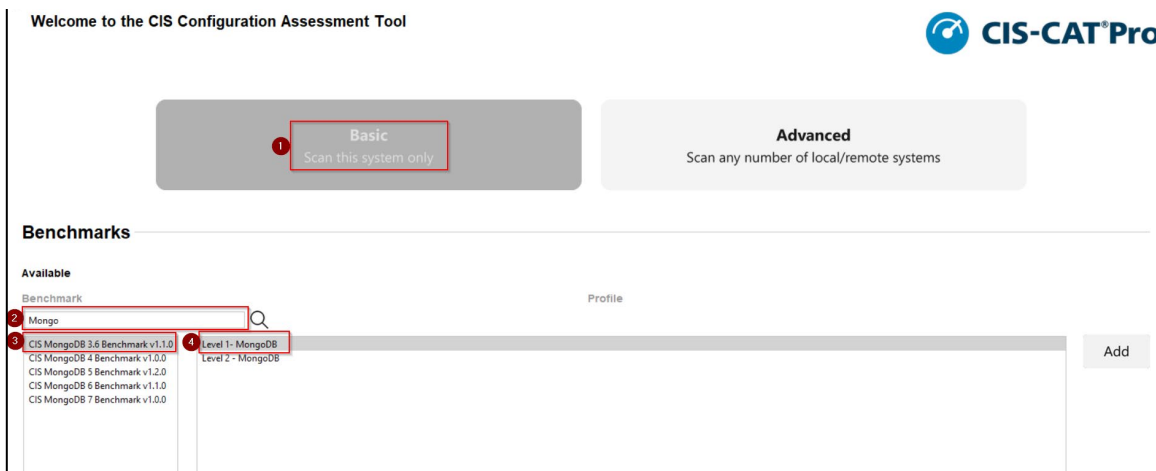 Welcome to the CIS Configuration Assessment Tool
CIS-CAT®Pro
Basic
1
Scan this system only
Advanced
Scan any number of local/remote systems
Benchmarks
Available
Benchmark
Profile
2
Mongo
3
CIS MongoDB 3.6 Benchmark v1.1.0
CIS MongoDB 4 Benchmark v1.0.0
CIS MongoDB 5 Benchmark v1.2.0
CIS MongoDB 6 Benchmark v1.1.0
CIS MongoDB 7 Benchmark v1.0.0
4
Level 1- MongoDB
Level 2 - MongoDB
Add